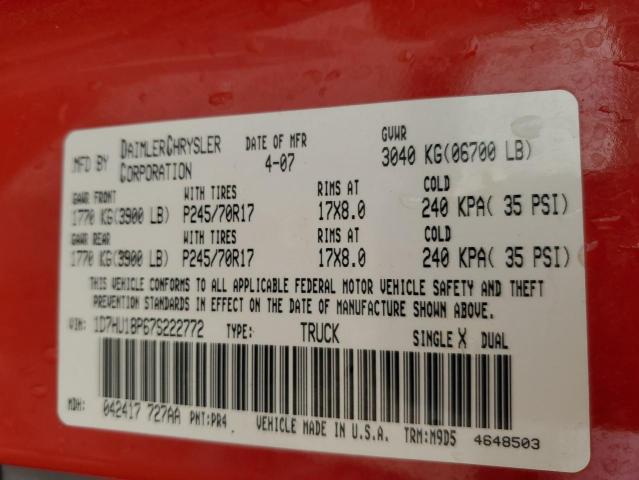 MFD BY DAIMLERCHRYSLER CORPORATION DATE OF MFR 4-07 GVWR 3040 KG(06700 LB)
GAWR FRONT WITH TIRES RIMS AT COLD
1770 KG(3900 LB) P245/70R17 17X8.0 240 KPA( 35 PSI)
GAWR REAR WITH TIRES RIMS AT COLD
1770 KG(3900 LB) P245/70R17 17X8.0 240 KPA( 35 PSI)
THIS VEHICLE CONFORMS TO ALL APPLICABLE FEDERAL MOTOR VEHICLE SAFETY AND THEFT
PREVENTION STANDARDS IN EFFECT ON THE DATE OF MANUFACTURE SHOWN ABOVE.
VIN: 1D7HU18P67S222772 TYPE: TRUCK SINGLE X DUAL
MDH: 042417 727AA PNT:PR4 VEHICLE MADE IN U.S.A. TRM:M9D5 4648503